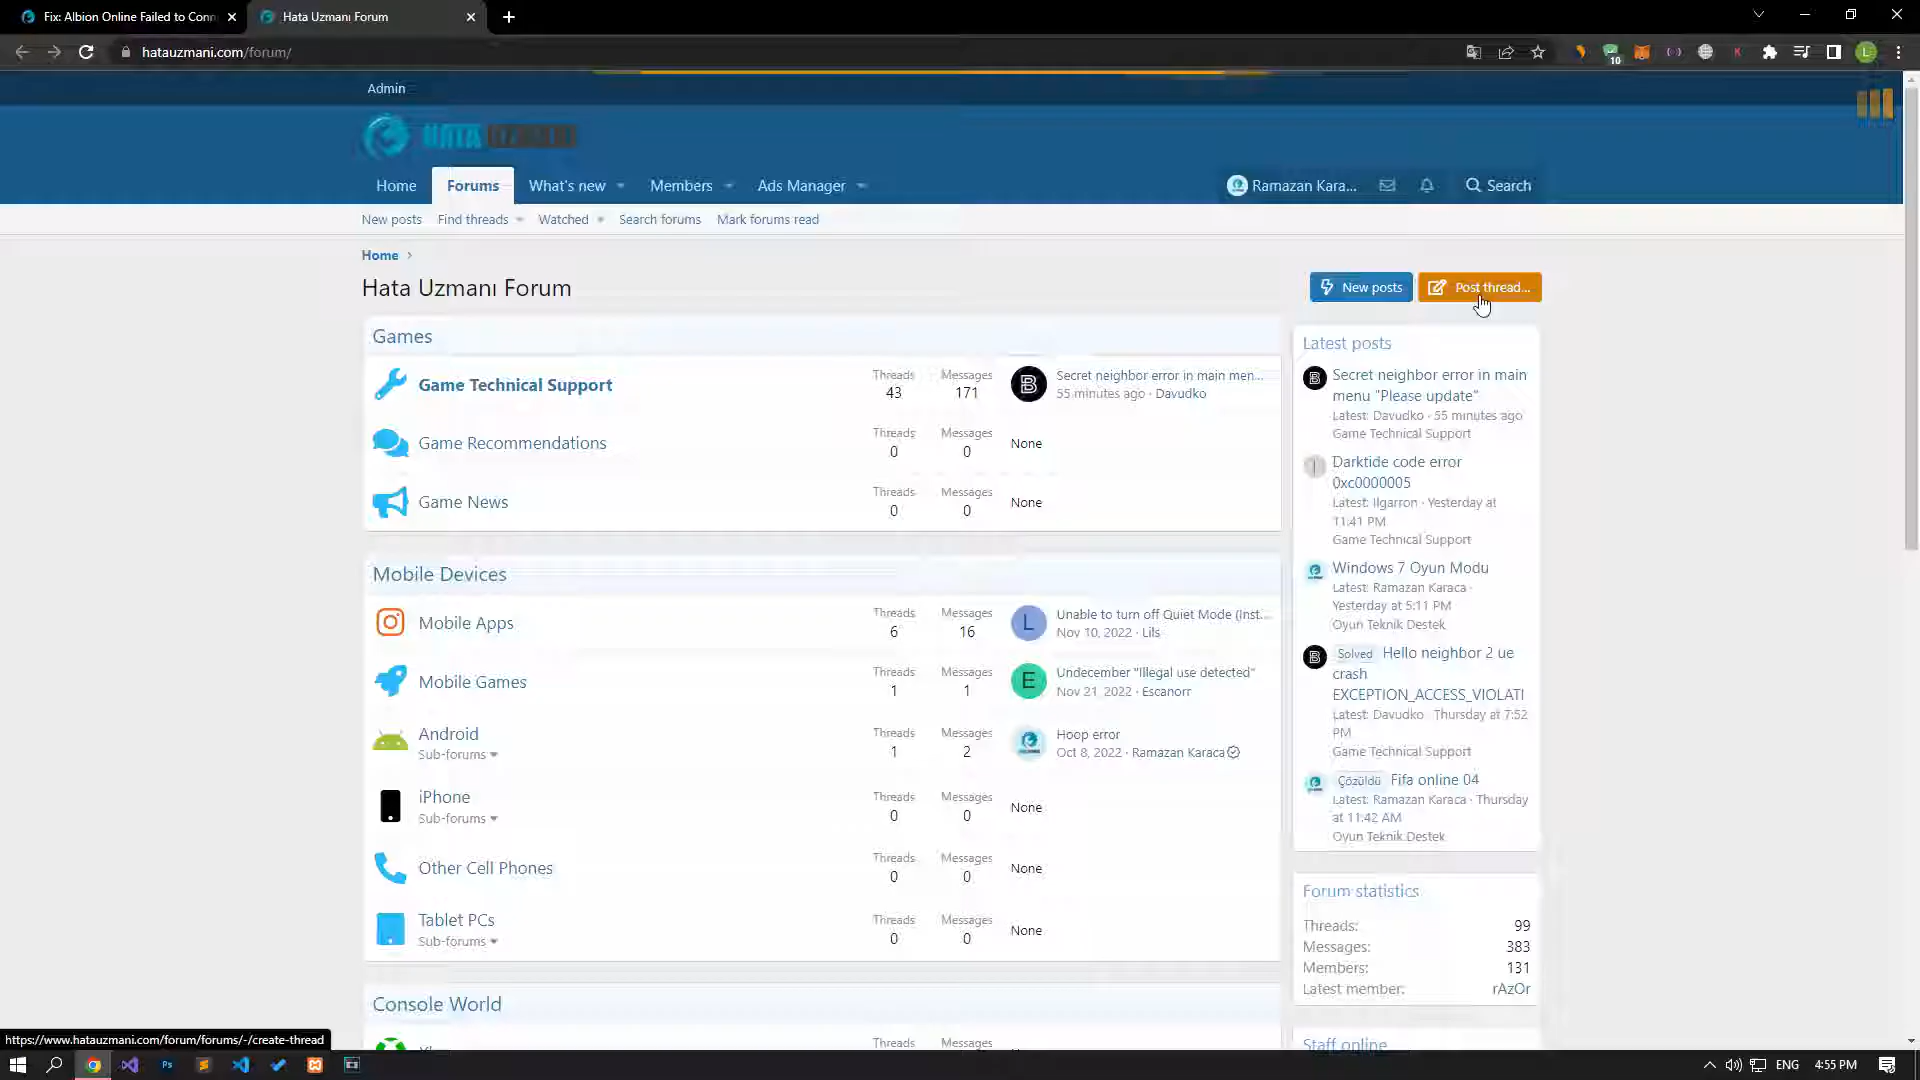 Fix: Albion Online Failed to Conn
Hata Uzmanı Forum
hatauzmani.com/forum/
10
L
Admin
HATA UZMANI
Home
Forums
What's new
Members
Ads Manager
Ramazan Kara...
Search
New posts
Find threads
Watched
Search forums
Mark forums read
Home
Hata Uzmanı Forum
New posts
Post thread...
Games
Game Technical Support
Threads
43
Messages
171
B
Secret neighbor error in main men...
55 minutes ago · Davudko
Game Recommendations
Threads
0
Messages
0
None
Game News
Threads
0
Messages
0
None
Mobile Devices
Mobile Apps
Threads
6
Messages
16
L
Unable to turn off Quiet Mode (Inst...
Nov 10, 2022 · Lils
Mobile Games
Threads
1
Messages
1
E
Undecember "Illegal use detected"
Nov 21, 2022 · Escanorr
Android
Sub-forums
Threads
1
Messages
2
Hoop error
Oct 8, 2022 · Ramazan Karaca
iPhone
Sub-forums
Threads
0
Messages
0
None
Other Cell Phones
Threads
0
Messages
0
None
Tablet PCs
Sub-forums
Threads
0
Messages
0
None
Console World
Threads
Messages
Latest posts
B
Secret neighbor error in main
menu "Please update"
Latest: Davudko · 55 minutes ago
Game Technical Support
Darktide code error
0xc0000005
Latest: Ilgarron · Yesterday at
11:41 PM
Game Technical Support
Windows 7 Oyun Modu
Latest: Ramazan Karaca ·
Yesterday at 5:11 PM
Oyun Teknik Destek
B
Solved Hello neighbor 2 ue
crash
EXCEPTION_ACCESS_VIOLATI
Latest: Davudko · Thursday at 7:52
PM
Game Technical Support
Çözüldü Fifa online 04
Latest: Ramazan Karaca · Thursday
at 11:42 AM
Oyun Teknik Destek
Forum statistics
Threads: 99
Messages: 383
Members: 131
Latest member: rAzOr
Staff online
https://www.hatauzmani.com/forum/forums/-/create-thread
Ps
ENG
4:55 PM